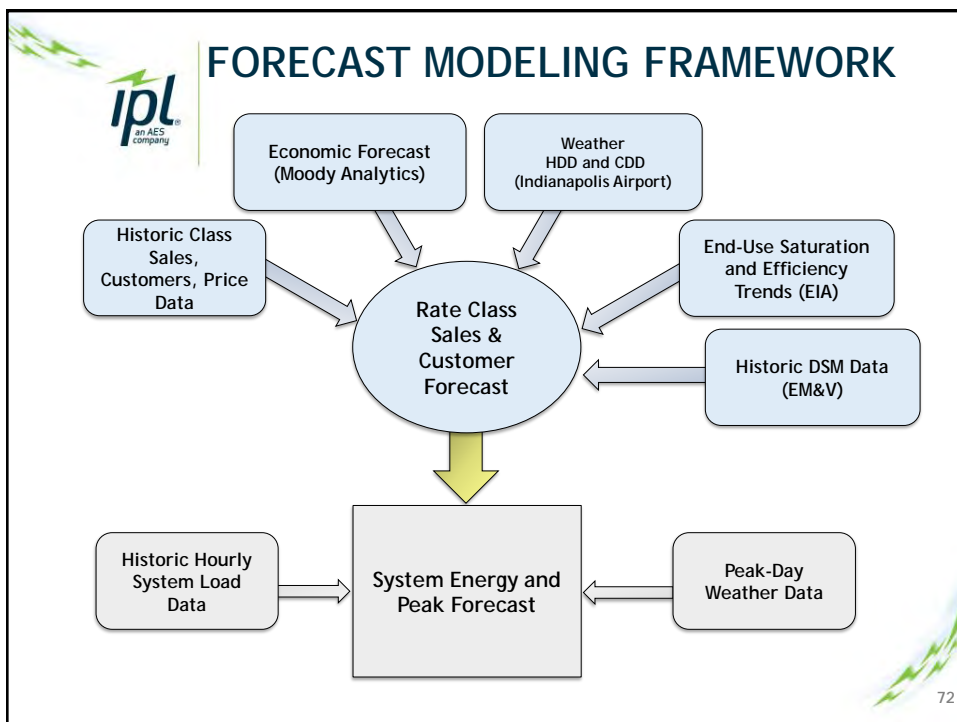 FORECAST MODELING FRAMEWORK
ipl®
an AES
company
Economic Forecast
(Moody Analytics)
Weather
HDD and CDD
(Indianapolis Airport)
Historic Class
Sales,
Customers, Price
Data
End-Use Saturation
and Efficiency
Trends (EIA)
Rate Class
Sales &
Customer
Forecast
Historic DSM Data
(EM&V)
Historic Hourly
System Load
Data
System Energy and
Peak Forecast
Peak-Day
Weather Data
72